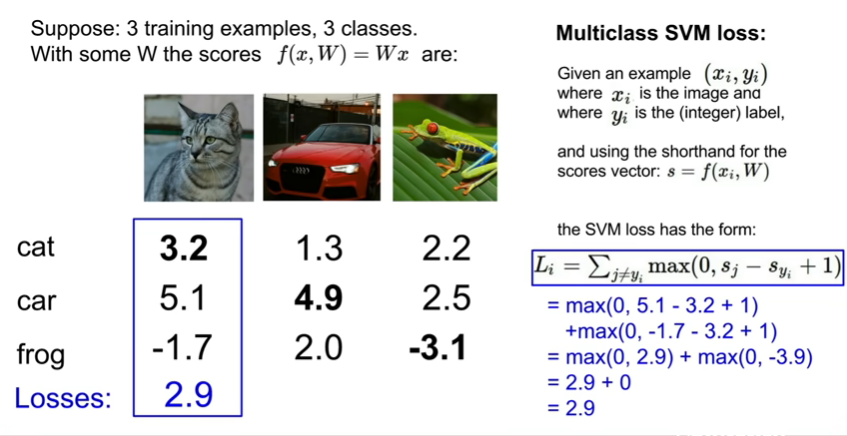 Suppose: 3 training examples, 3 classes.
With some W the scores f(x, W) = Wx are:
cat 3.2 1.3 2.2
car 5.1 4.9 2.5
frog -1.7 2.0 -3.1
Losses: 2.9
Multiclass SVM loss:
Given an example (x_i, y_i)
where x_i is the image and
where y_i is the (integer) label,
and using the shorthand for the
scores vector: s = f(x_i, W)
the SVM loss has the form:
L_i = ∑_{j≠y_i} max(0, s_j − s_{y_i} + 1)
= max(0, 5.1 - 3.2 + 1)
+max(0, -1.7 - 3.2 + 1)
= max(0, 2.9) + max(0, -3.9)
= 2.9 + 0
= 2.9